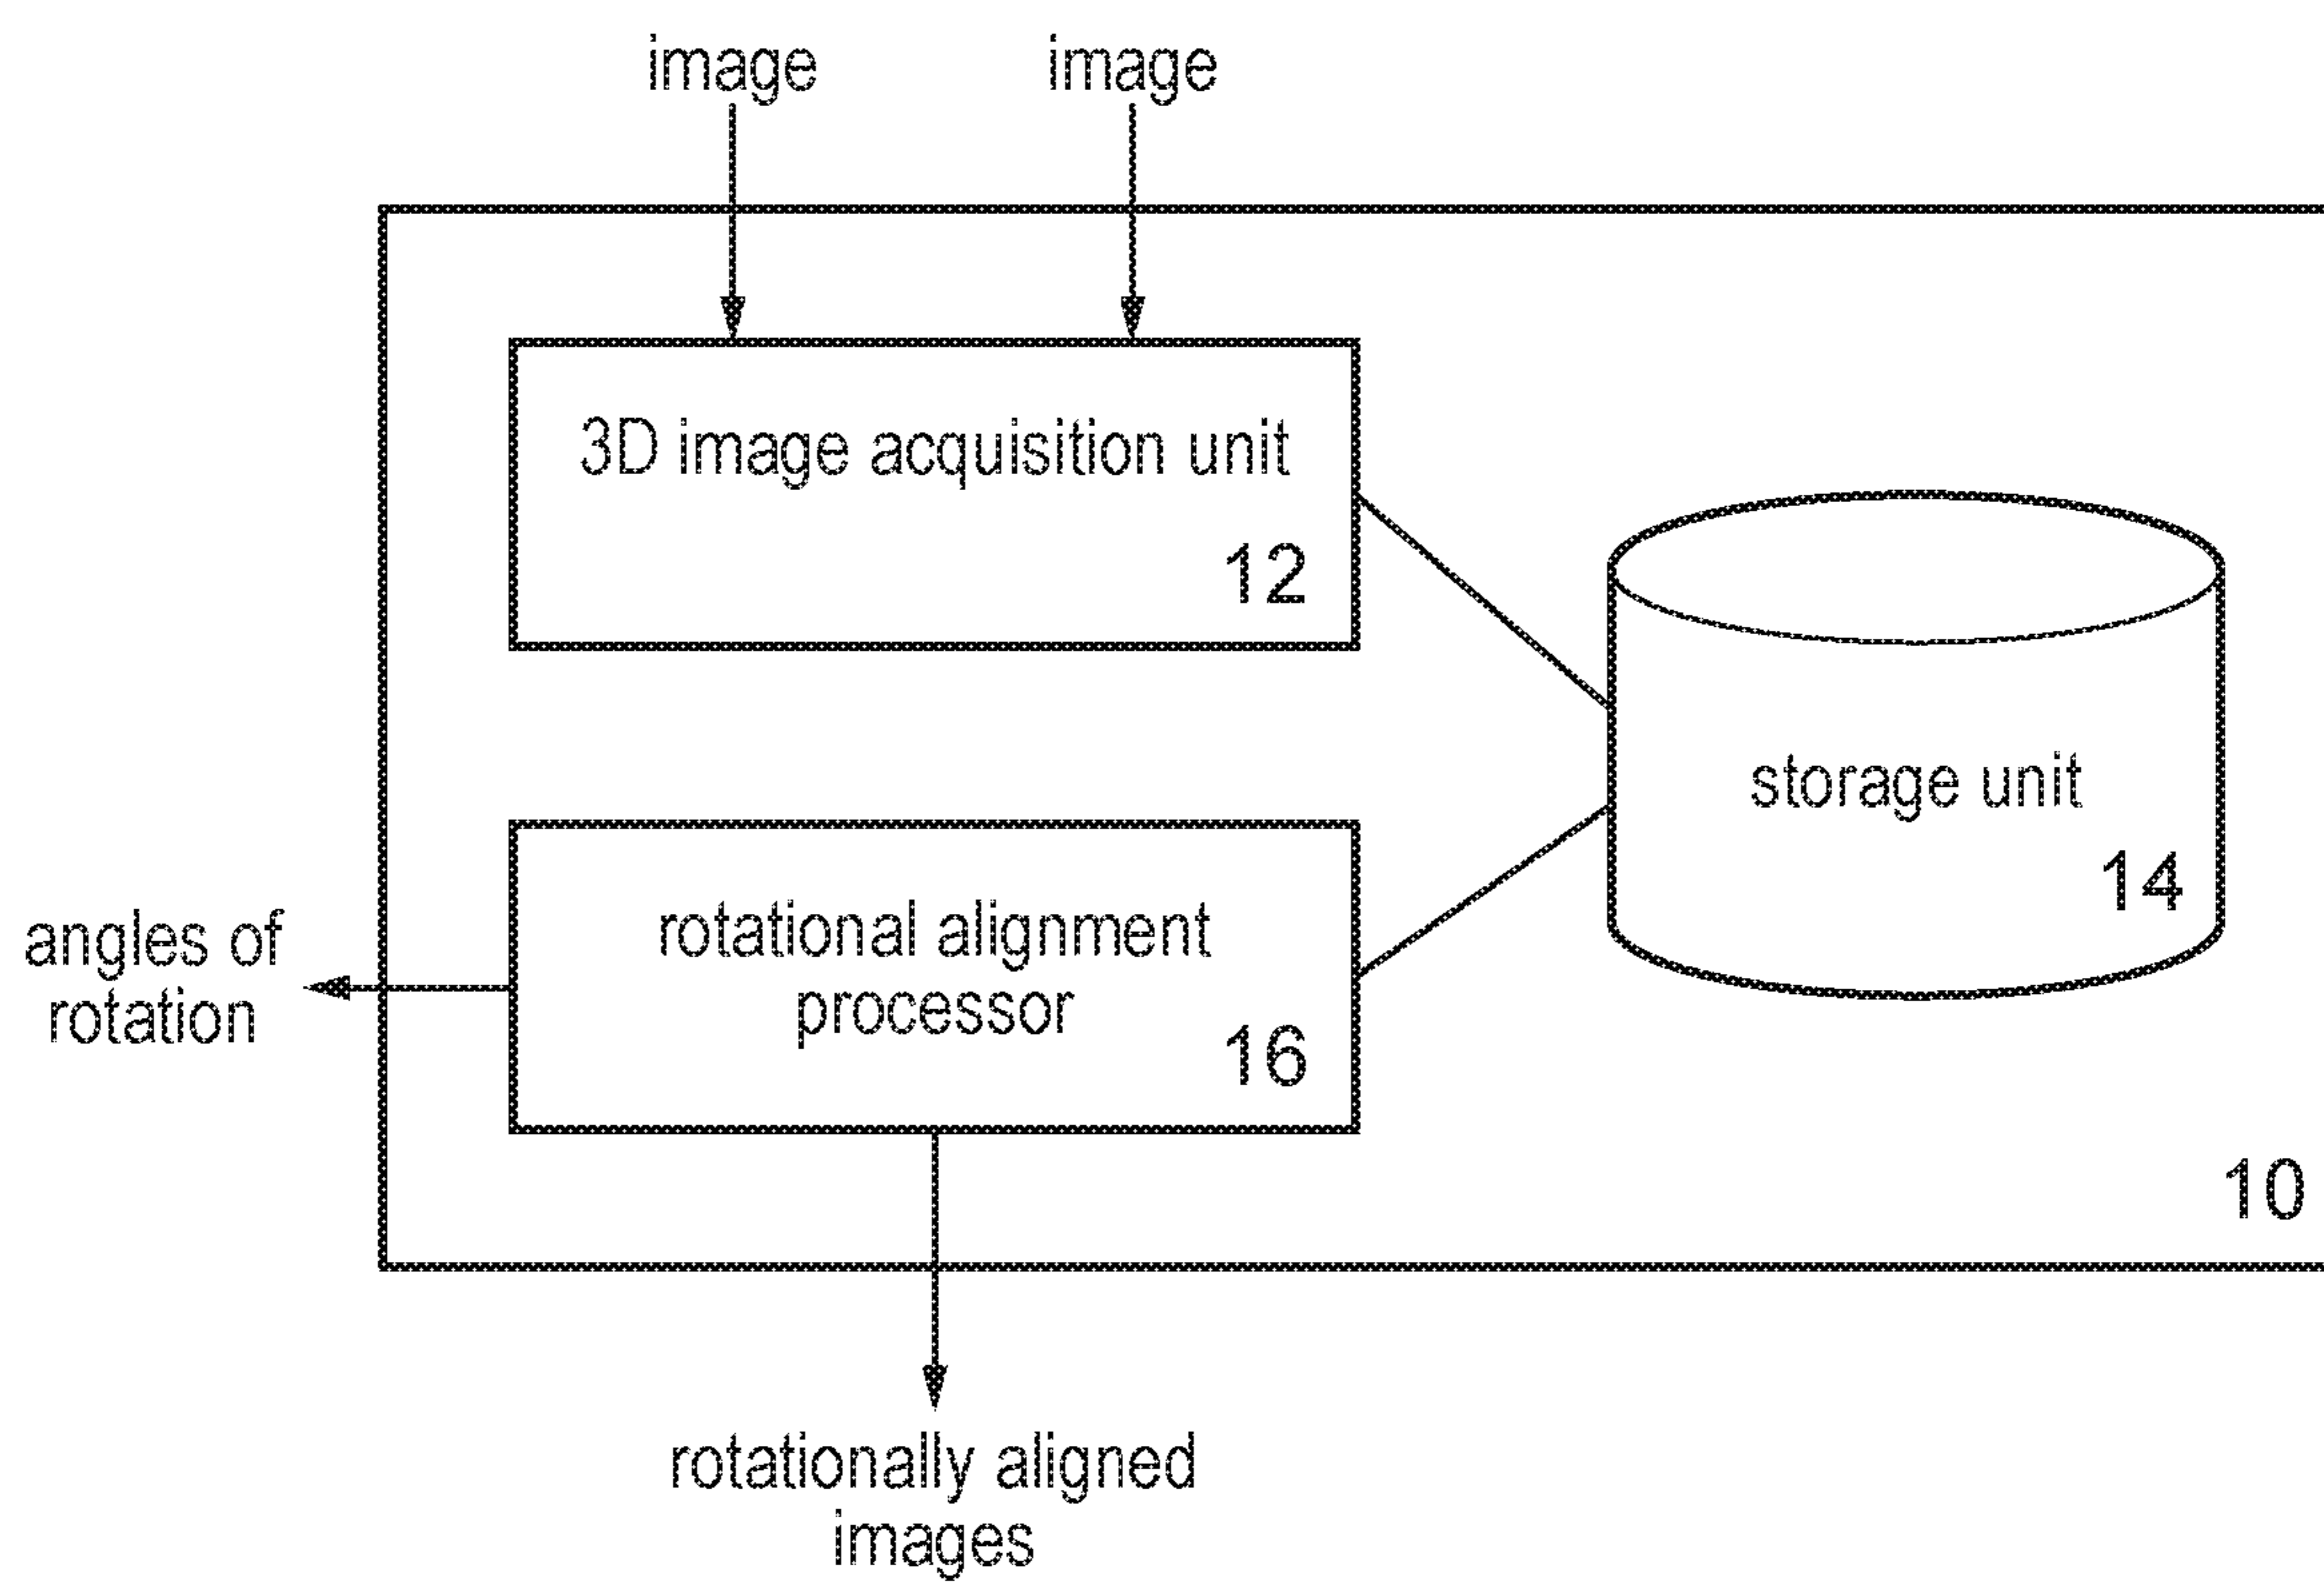 image image
3D image acquisition unit
12
storage unit
14
rotational alignment
processor
16
angles of
rotation
10
rotationally aligned
images